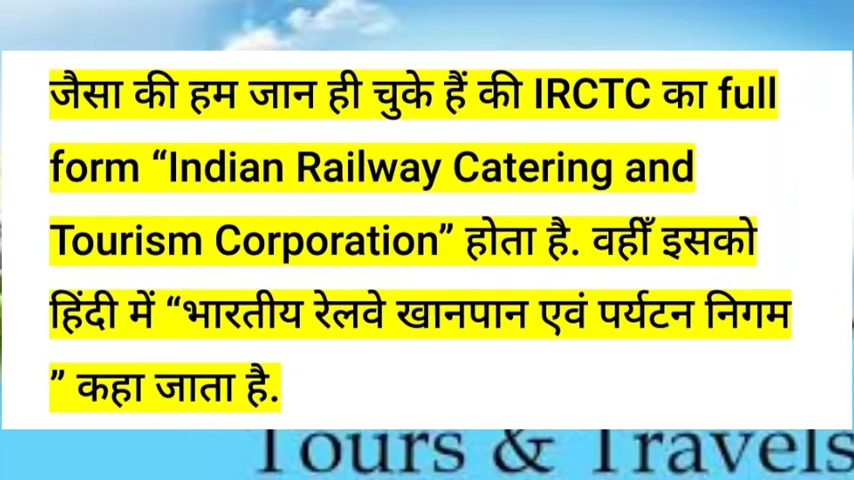 जैसा की हम जान ही चुके हैं की IRCTC का full
form “Indian Railway Catering and
Tourism Corporation” होता है. वहीँ इसको
हिंदी में “भारतीय रेलवे खानपान एवं पर्यटन निगम
” कहा जाता है.
Tours & Travels